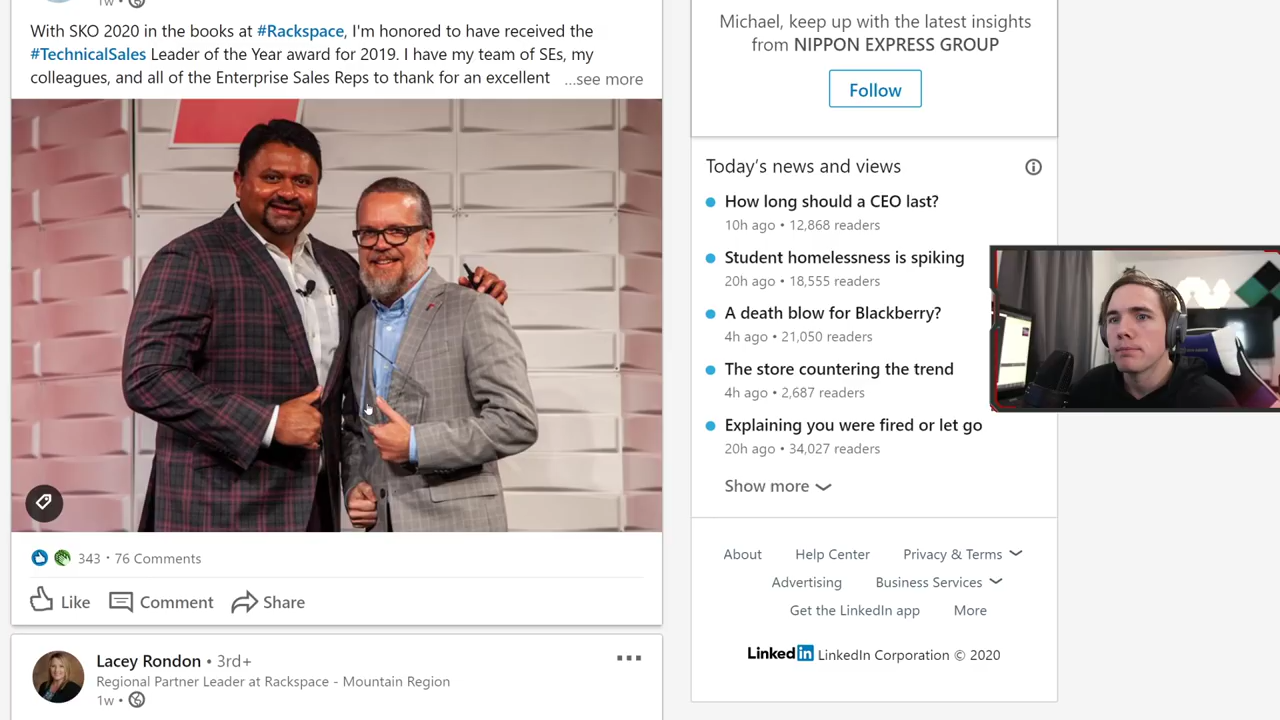 1w •
With SKO 2020 in the books at #Rackspace, I'm honored to have received the
#TechnicalSales Leader of the Year award for 2019. I have my team of SEs, my
colleagues, and all of the Enterprise Sales Reps to thank for an excellent ...see more
343 • 76 Comments
Like Comment Share
Lacey Rondon • 3rd+
Regional Partner Leader at Rackspace - Mountain Region
1w •
Michael, keep up with the latest insights
from NIPPON EXPRESS GROUP
Follow
Today's news and views
How long should a CEO last?
10h ago • 12,868 readers
Student homelessness is spiking
20h ago • 18,555 readers
A death blow for Blackberry?
4h ago • 21,050 readers
The store countering the trend
4h ago • 2,687 readers
Explaining you were fired or let go
20h ago • 34,027 readers
Show more
About Help Center Privacy & Terms
Advertising Business Services
Get the LinkedIn app More
LinkedIn LinkedIn Corporation © 2020